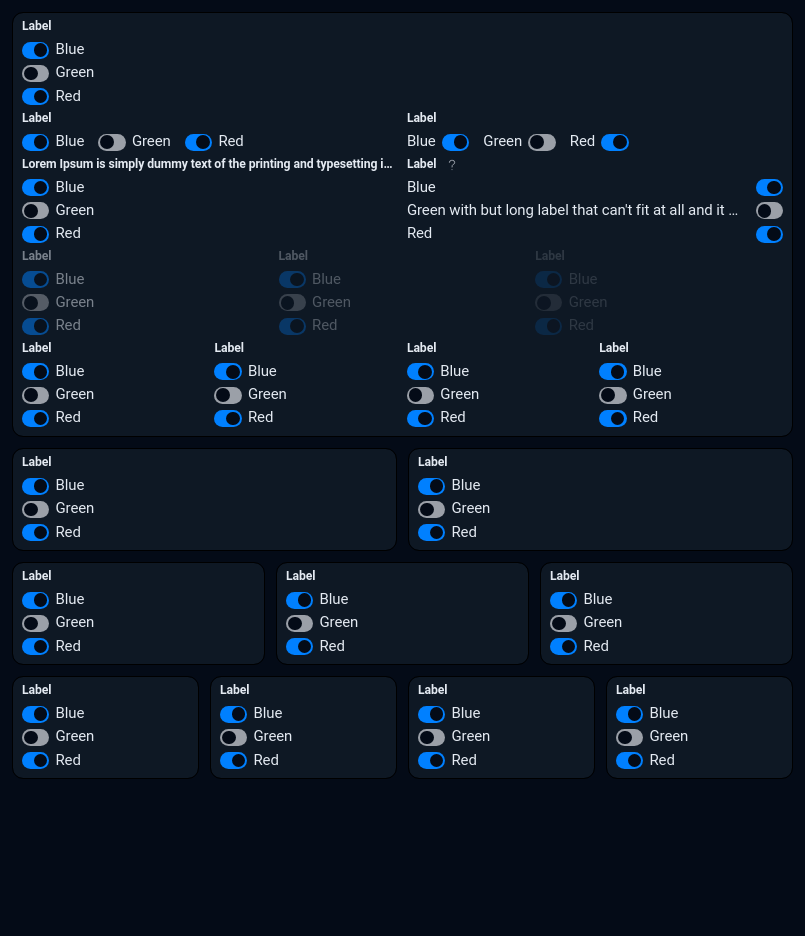 Label
Blue
Green
Red
Label Label
Blue Green Red Blue Green Red
Lorem Ipsum is simply dummy text of the printing and typesetting i... Label ?
Blue Blue
Green Green with but long label that can't fit at all and it ...
Red Red
Label Label Label
Blue Blue Blue
Green Green Green
Red Red Red
Label Label Label Label
Blue Blue Blue Blue
Green Green Green Green
Red Red Red Red
Label Label
Blue Blue
Green Green
Red Red
Label Label Label
Blue Blue Blue
Green Green Green
Red Red Red
Label Label Label Label
Blue Blue Blue Blue
Green Green Green Green
Red Red Red Red